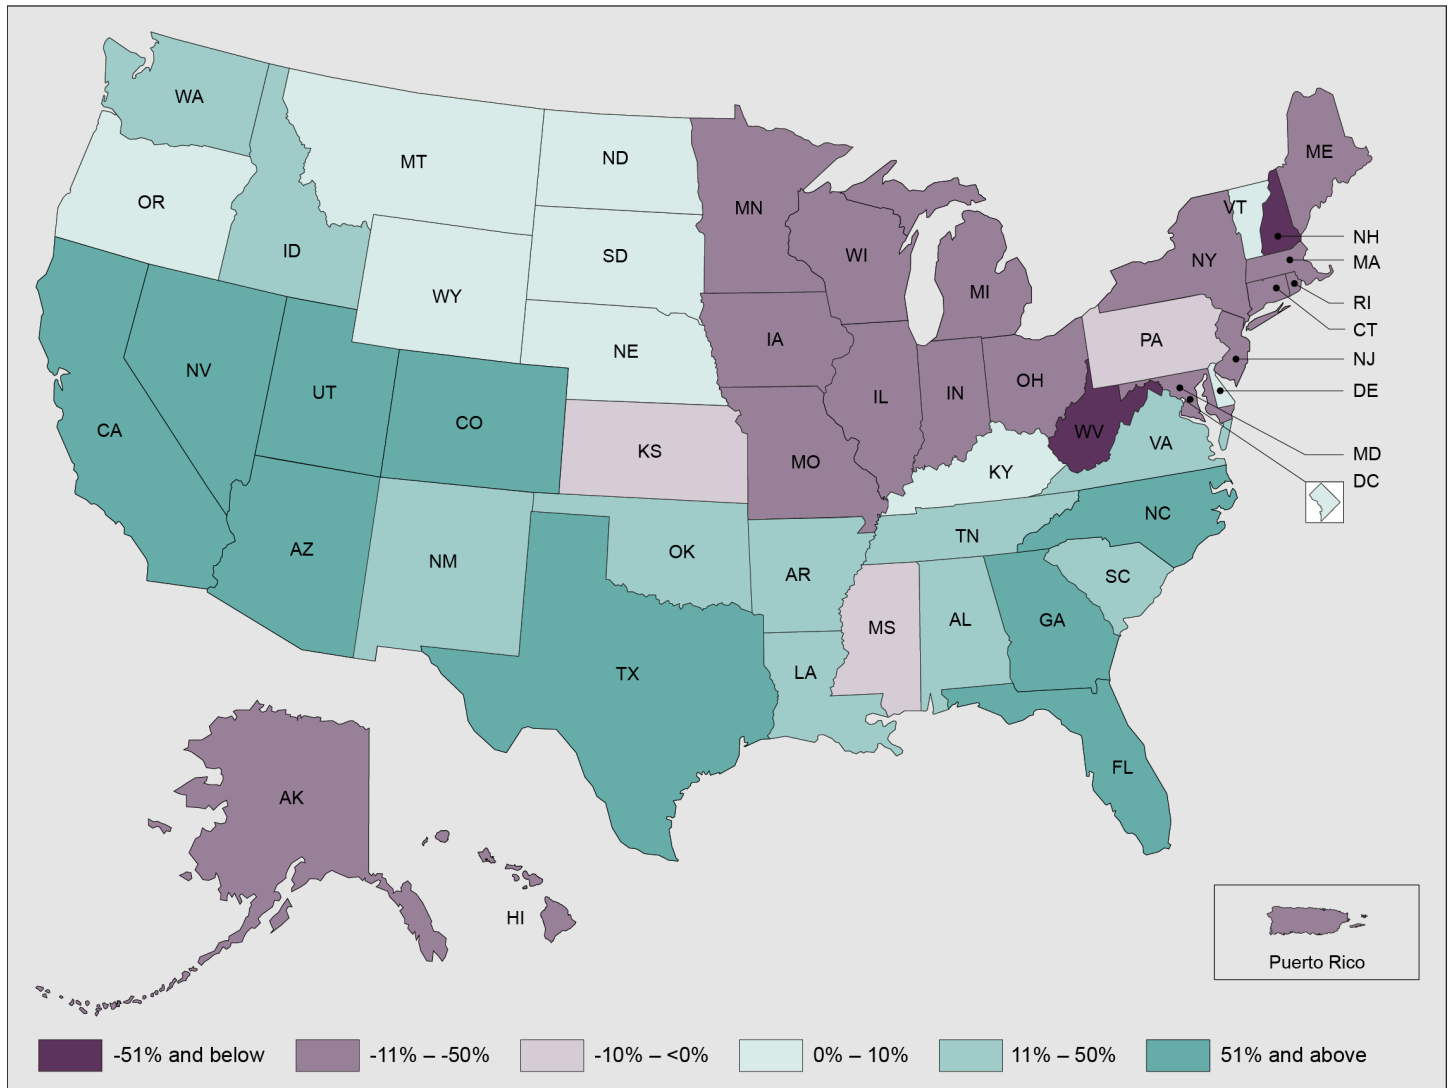 WA
MT
ND
ME
OR
MN
VT
ID
SD
WI
NY
NH
MA
WY
MI
RI
CT
NE
IA
PA
NJ
NV
UT
OH
IL
IN
DE
CA
CO
WV
VA
KS
MO
KY
MD
DC
NC
AZ
NM
OK
TN
AR
SC
MS
AL
GA
TX
LA
FL
AK
HI
Puerto Rico
-51% and below
-11% – -50%
-10% – <0%
0% – 10%
11% – 50%
51% and above